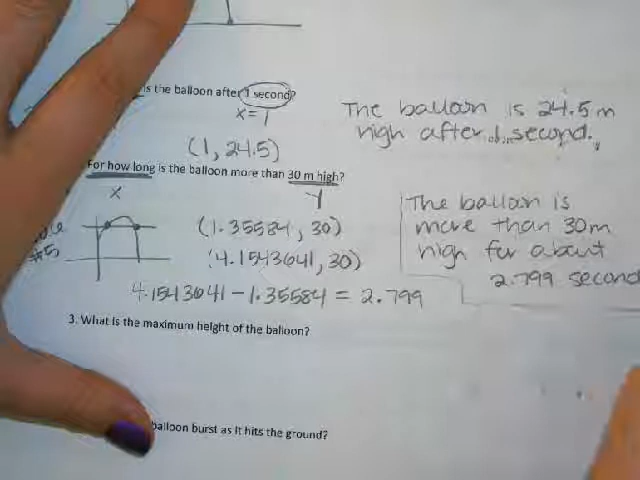 is the balloon after 1 second?
x=1
(1, 24.5)
The balloon is 24.5m
high after 1 second.
For how long is the balloon more than 30 m high?
x
y
#5
(1.35584, 30)
(4.1543641, 30)
4.1543641 - 1.35584 = 2.799
The balloon is
more than 30m
high for about
2.799 second
3. What is the maximum height of the balloon?
balloon burst as it hits the ground?